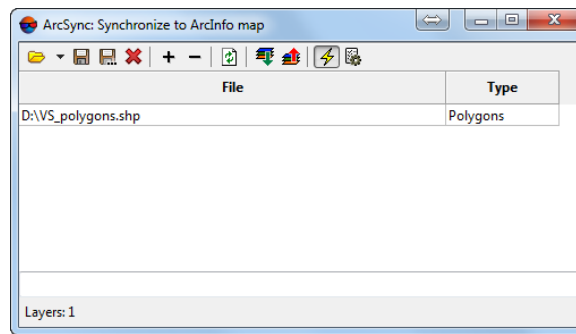 ArcSync: Synchronize to ArcInfo map
File Type
D:\VS_polygons.shp Polygons
Layers: 1